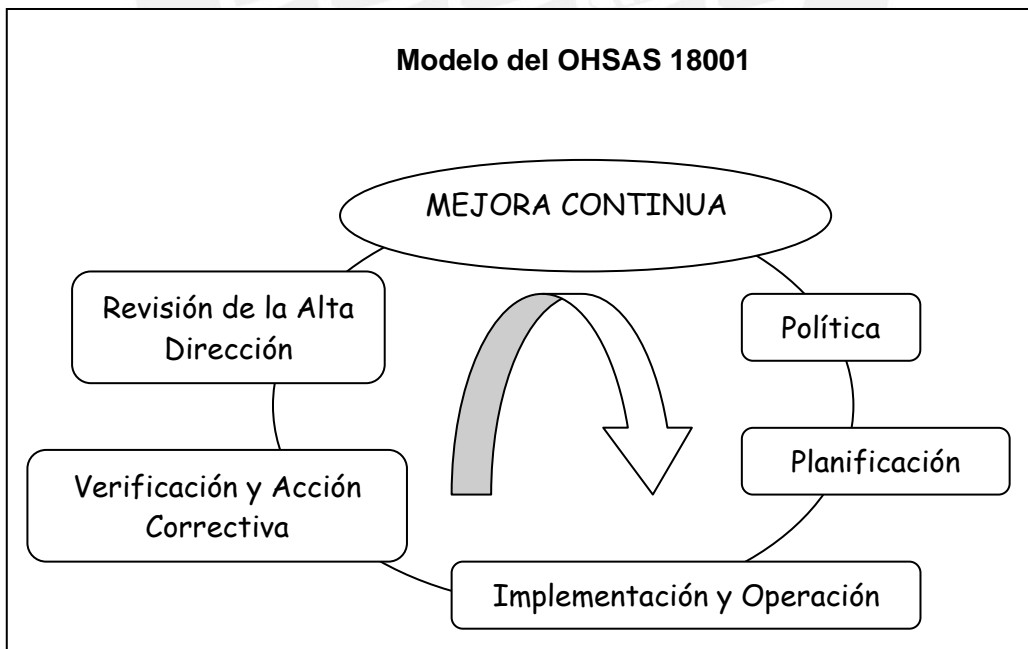 Modelo del OHSAS 18001
MEJORA CONTINUA
Política
Planificación
Implementación y Operación
Verificación y Acción
Correctiva
Revisión de la Alta
Dirección